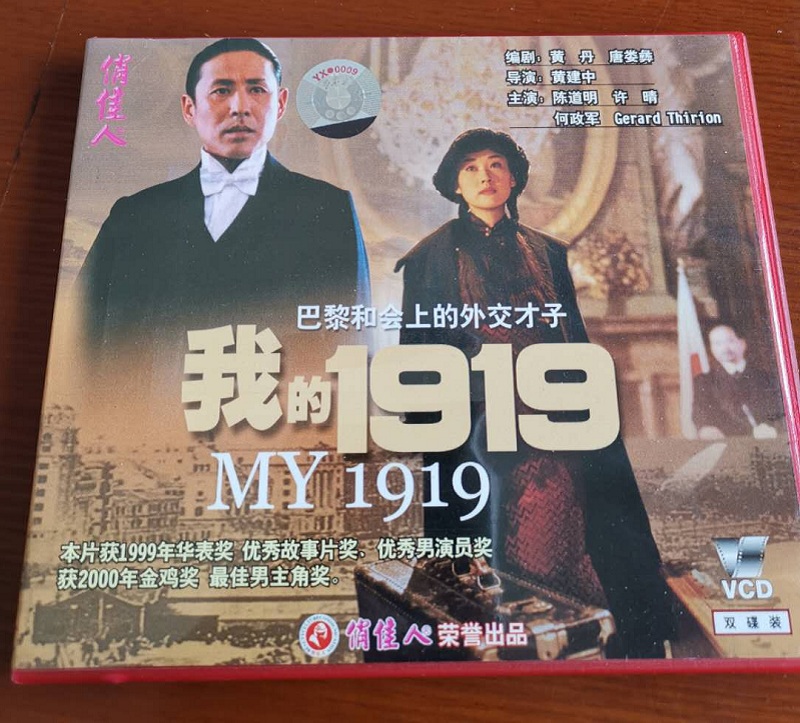 俏佳人
YX●0009
编剧：黄 丹 唐娄彝
导演：黄建中
主演：陈道明 许 晴
何政军 Gerard Thirion
巴黎和会上的外交才子
我的1919
MY 1919
本片获1999年华表奖 优秀故事片奖、优秀男演员奖
获2000年金鸡奖 最佳男主角奖。
VCD
双碟装
俏佳人®荣誉出品